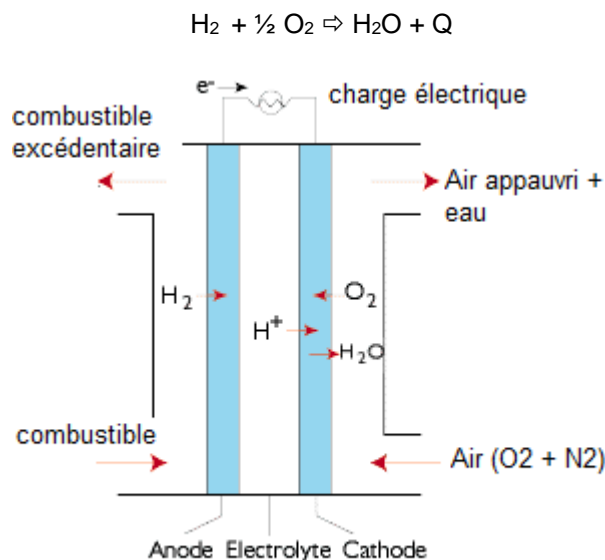 H₂ + ½ O₂ ⇨ H₂O + Q
e-
charge électrique
combustible
excédentaire
Air appauvri +
eau
H₂
O₂
H⁺
H₂O
combustible
Air (O2 + N2)
Anode Electrolyte Cathode